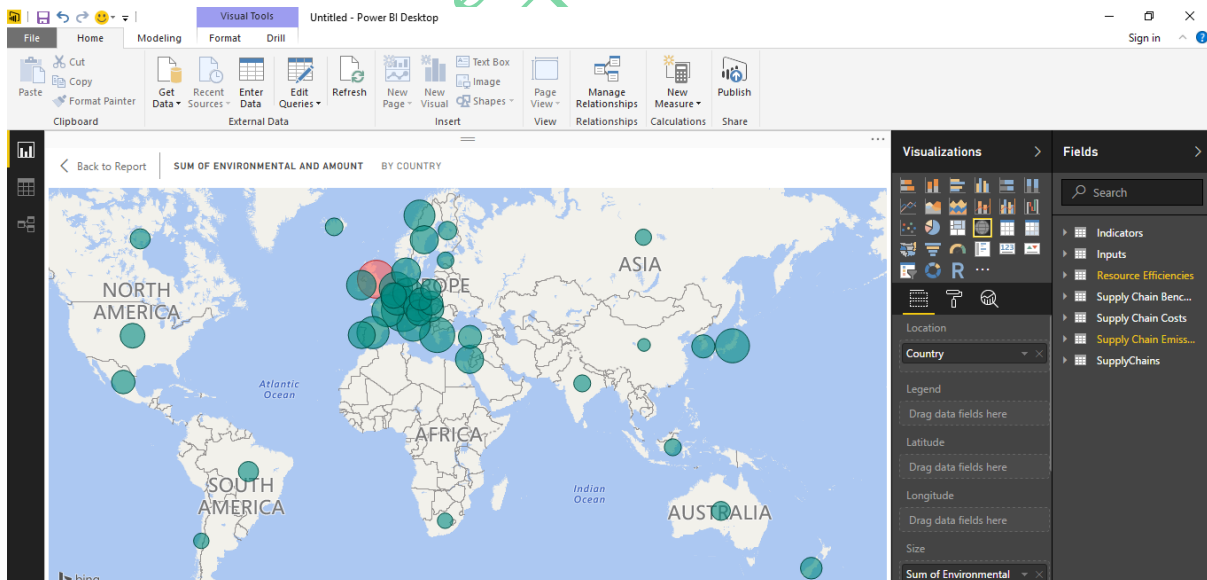 Visual Tools
Untitled - Power BI Desktop
File
Home
Modeling
Format
Drill
Sign in
Paste
Cut
Copy
Format Painter
Clipboard
Get Data
Recent Sources
Enter Data
Edit Queries
Refresh
External Data
New Page
New Visual
Text Box
Image
Shapes
Insert
Page View
View
Manage Relationships
Relationships
New Measure
Calculations
Publish
Share
Back to Report
SUM OF ENVIRONMENTAL AND AMOUNT
BY COUNTRY
NORTH
AMERICA
ASIA
Atlantic
Ocean
AFRICA
SOUTH
AMERICA
Indian
Ocean
AUSTRALIA
bing
Visualizations
123
R
Location
Country
Legend
Drag data fields here
Latitude
Drag data fields here
Longitude
Drag data fields here
Size
Sum of Environmental
Fields
Search
Indicators
Inputs
Resource Efficiencies
Supply Chain Benc...
Supply Chain Costs
Supply Chain Emiss...
SupplyChains